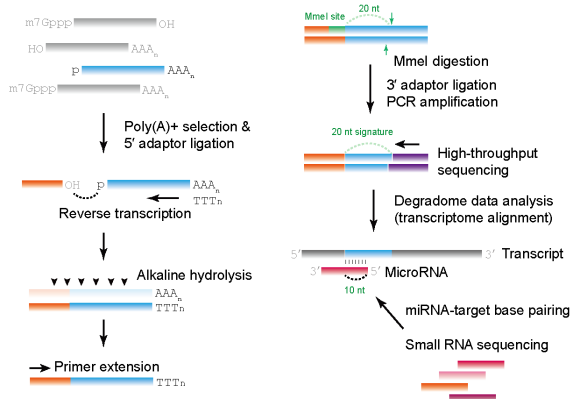 m7Gppp OH
HO AAAn
p AAAn
m7Gppp AAAn
Poly(A)+ selection &
5′ adaptor ligation
OH p AAAn
TTTn
Reverse transcription
Alkaline hydrolysis
AAAn
TTTn
Primer extension
TTTn
MmeI site 20 nt
MmeI digestion
3′ adaptor ligation
PCR amplification
20 nt signature
High-throughput
sequencing
Degradome data analysis
(transcriptome alignment)
5′ 3′ Transcript
3′ 5′ MicroRNA
10 nt
miRNA-target base pairing
Small RNA sequencing